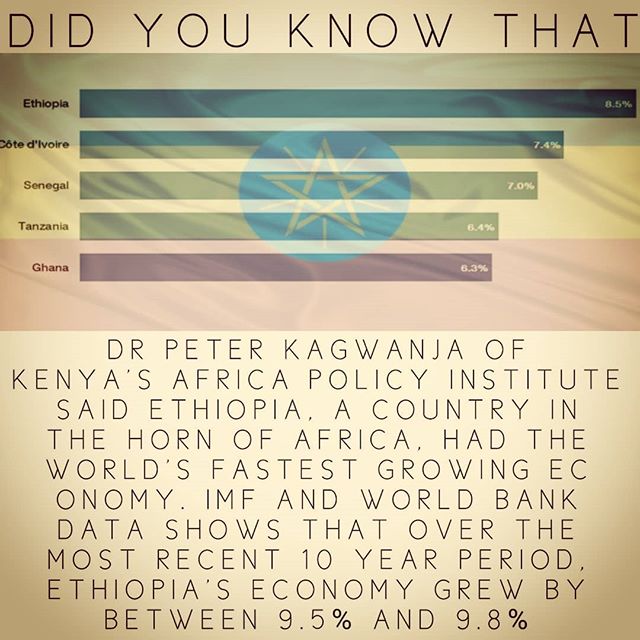 DID YOU KNOW THAT
Ethiopia 8.5%
Côte d'Ivoire 7.4%
Senegal 7.0%
Tanzania 6.4%
Ghana 6.3%
DR PETER KAGWANJA OF
KENYA'S AFRICA POLICY INSTITUTE
SAID ETHIOPIA, A COUNTRY IN
THE HORN OF AFRICA, HAD THE
WORLD'S FASTEST GROWING EC
ONOMY. IMF AND WORLD BANK
DATA SHOWS THAT OVER THE
MOST RECENT 10 YEAR PERIOD,
ETHIOPIA'S ECONOMY GREW BY
BETWEEN 9.5% AND 9.8%